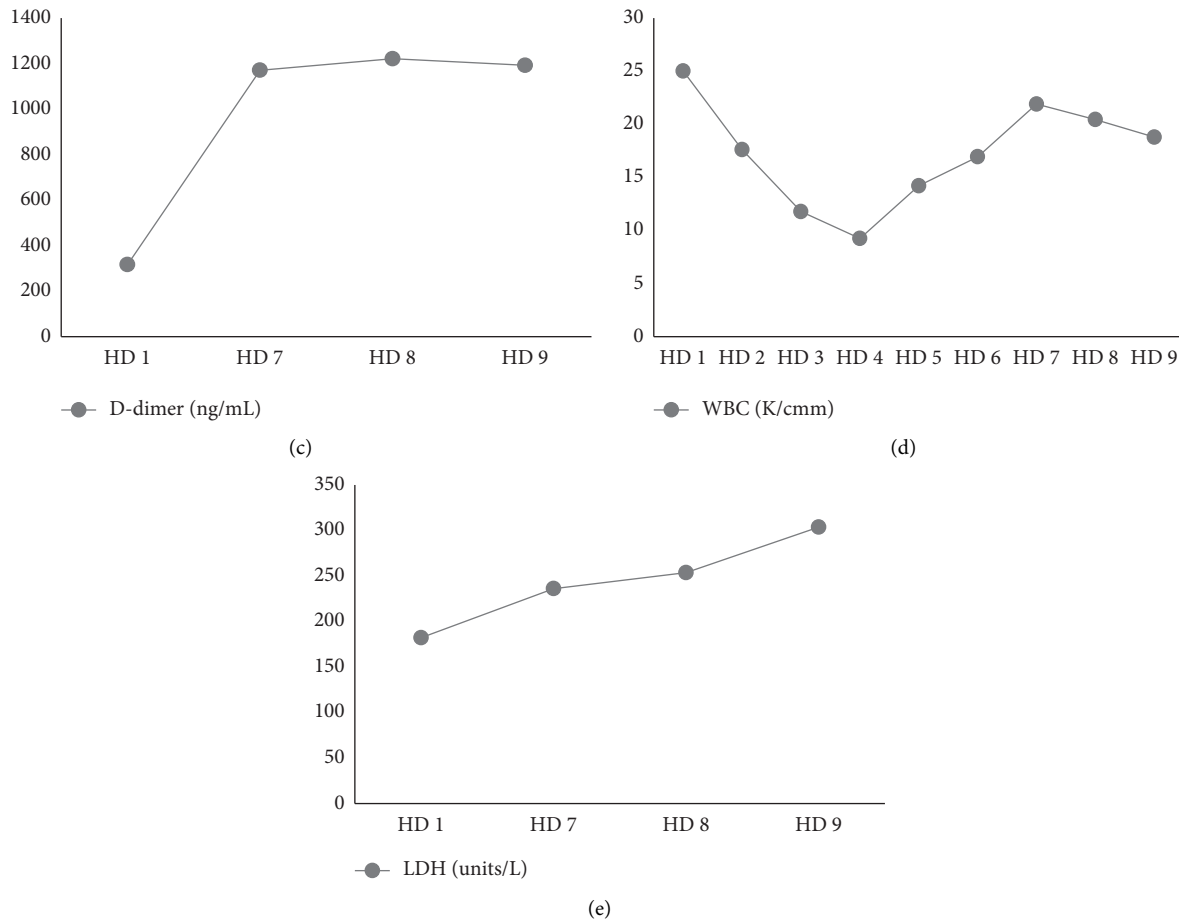 1400
1200
1000
800
600
400
200
0
HD 1 HD 7 HD 8 HD 9
D-dimer (ng/mL)
(c)
30
25
20
15
10
5
0
HD 1 HD 2 HD 3 HD 4 HD 5 HD 6 HD 7 HD 8 HD 9
WBC (K/cmm)
(d)
350
300
250
200
150
100
50
0
HD 1 HD 7 HD 8 HD 9
LDH (units/L)
(e)